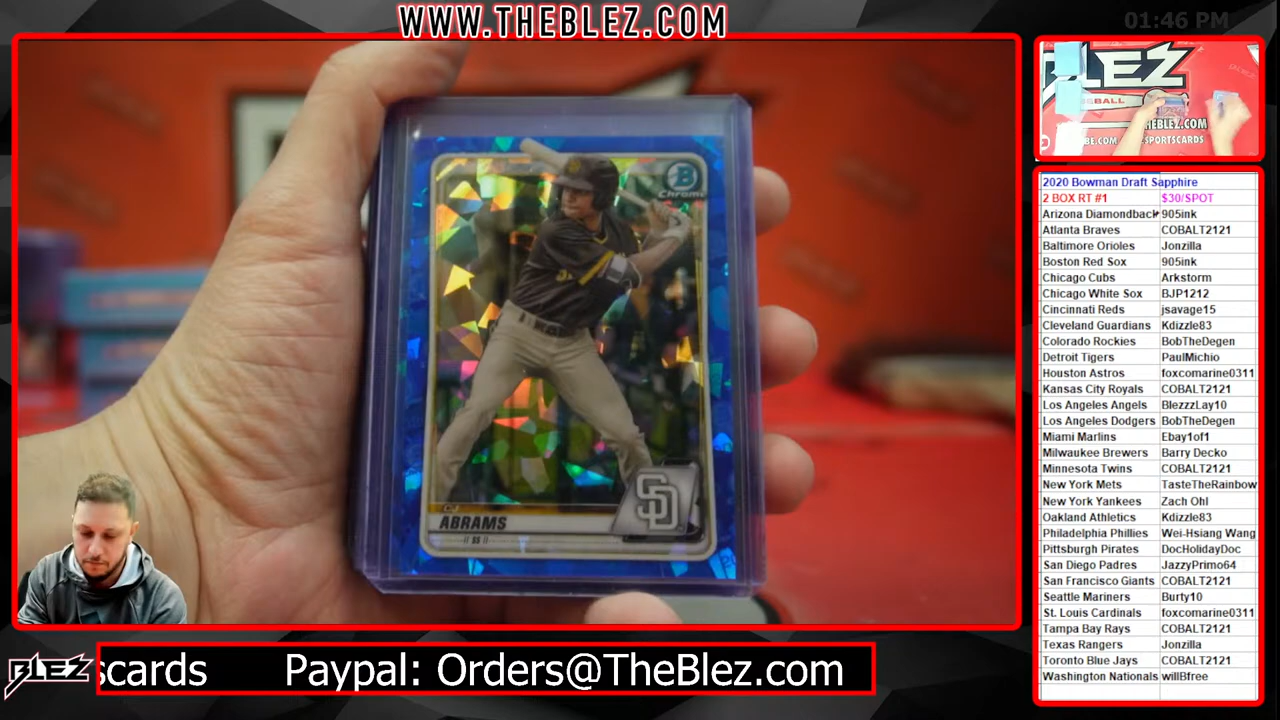 WWW.THEBLEZ.COM
01:46 PM
BLEZ
THEBLEZ.COM
B
Chrome
SD
CJ
ABRAMS
SS
2020 Bowman Draft Sapphire
2 BOX RT #1 $30/SPOT
Arizona Diamondback 905ink
Atlanta Braves COBALT2121
Baltimore Orioles Jonzilla
Boston Red Sox 905ink
Chicago Cubs Arkstorm
Chicago White Sox BJP1212
Cincinnati Reds jsavage15
Cleveland Guardians Kdizzle83
Colorado Rockies BobTheDegen
Detroit Tigers PaulMichio
Houston Astros foxcomarine0311
Kansas City Royals COBALT2121
Los Angeles Angels BlezzzLay10
Los Angeles Dodgers BobTheDegen
Miami Marlins Ebay1of1
Milwaukee Brewers Barry Decko
Minnesota Twins COBALT2121
New York Mets TasteTheRainbow
New York Yankees Zach Ohl
Oakland Athletics Kdizzle83
Philadelphia Phillies Wei-Hsiang Wang
Pittsburgh Pirates DocHolidayDoc
San Diego Padres JazzyPrimo64
San Francisco Giants COBALT2121
Seattle Mariners Burty10
St. Louis Cardinals foxcomarine0311
Tampa Bay Rays COBALT2121
Texas Rangers Jonzilla
Toronto Blue Jays COBALT2121
Washington Nationals willBfree
BLEZ
scards Paypal: Orders@TheBlez.com